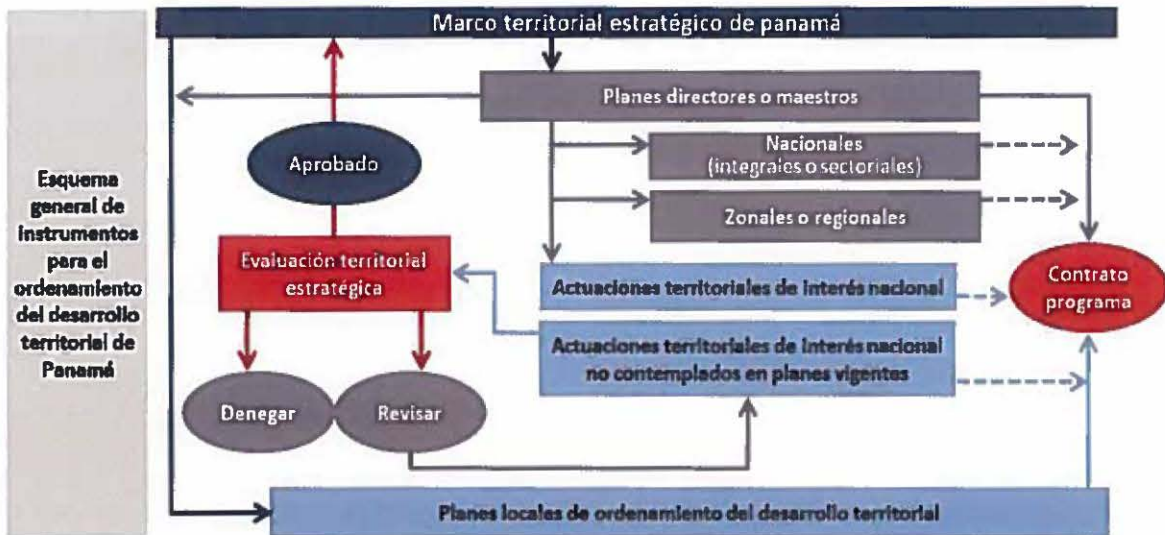 Marco territorial estratégico de panamá
Esquema
general de
instrumentos
para el
ordenamiento
del desarrollo
territorial de
Panamá
Planes directores o maestros
Nacionales
(integrales o sectoriales)
Zonales o regionales
Aprobado
Evaluación territorial
estratégica
Actuaciones territoriales de interés nacional
Actuaciones territoriales de interés nacional
no contemplados en planes vigentes
Contrato
programa
Denegar
Revisar
Planes locales de ordenamiento del desarrollo territorial